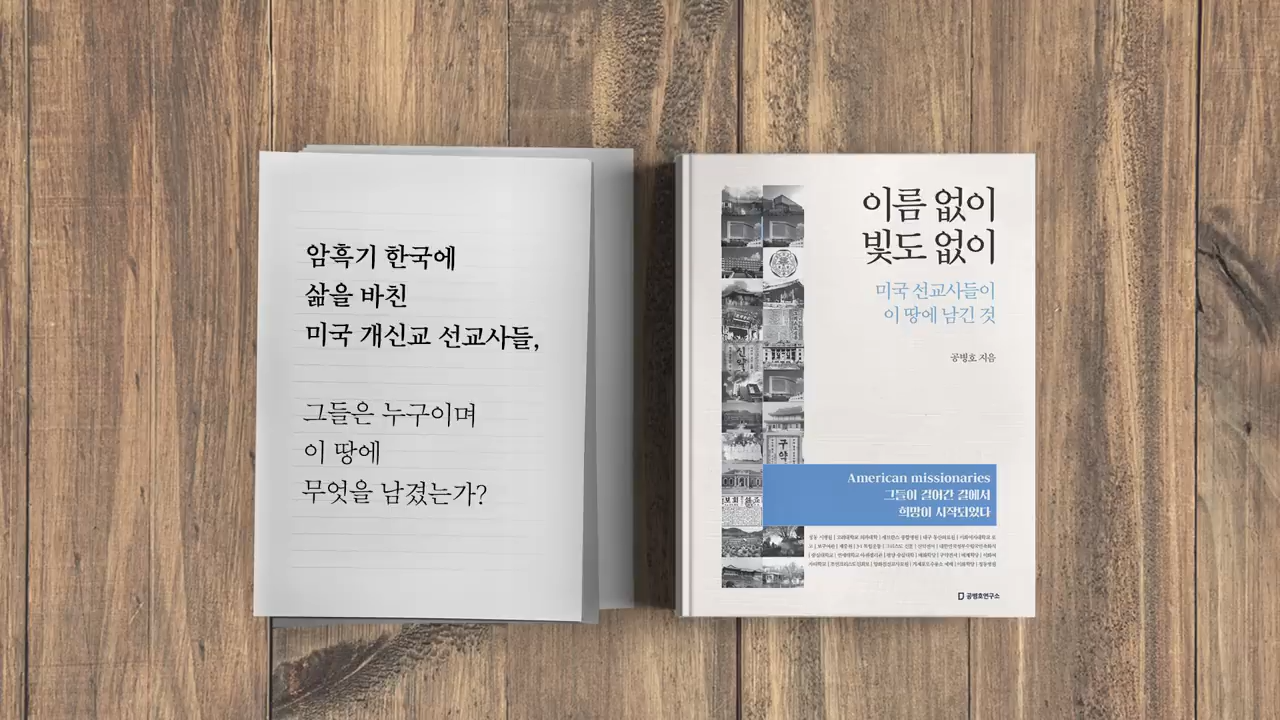 암흑기 한국에
삶을 바친
미국 개신교 선교사들,
그들은 누구이며
이 땅에
무엇을 남겼는가?
이름 없이
빛도 없이
미국 선교사들이
이 땅에 남긴 것
공병호 지음
구약
American missionaries
그들이 걸어간 길에서
희망이 시작되었다
공병호연구소